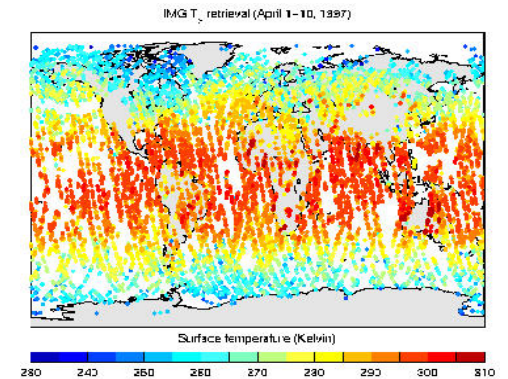 IMG Ts retrieval (April 1-10, 1997)
Surface temperature (Kelvin)
230 240 250 260 270 280 290 300 310